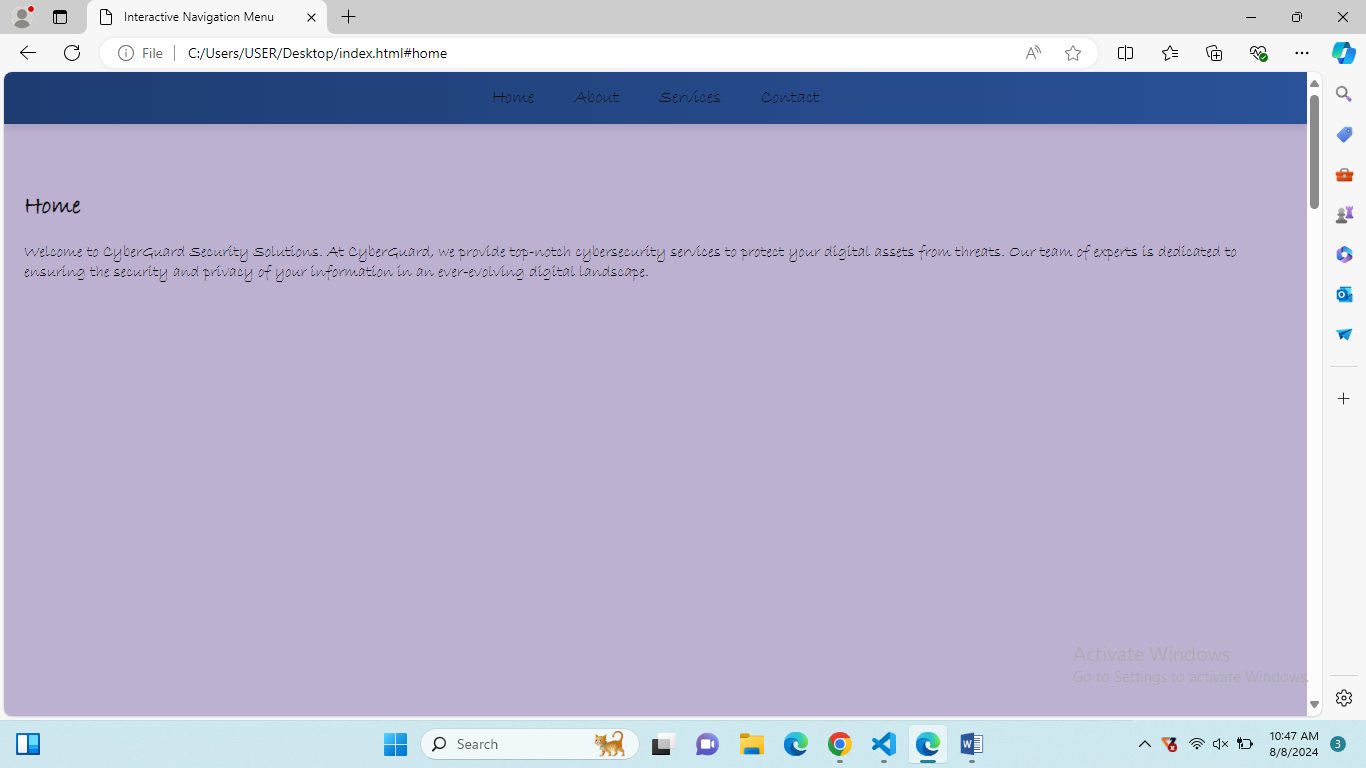 Interactive Navigation Menu
File
C:/Users/USER/Desktop/index.html#home
Home About Services Contact
Home
Welcome to CyberGuard Security Solutions. At CyberGuard, we provide top-notch cybersecurity services to protect your digital assets from threats. Our team of experts is dedicated to
ensuring the security and privacy of your information in an ever-evolving digital landscape.
Activate Windows
Go to Settings to activate Windows.
Search
10:47 AM
8/8/2024
3